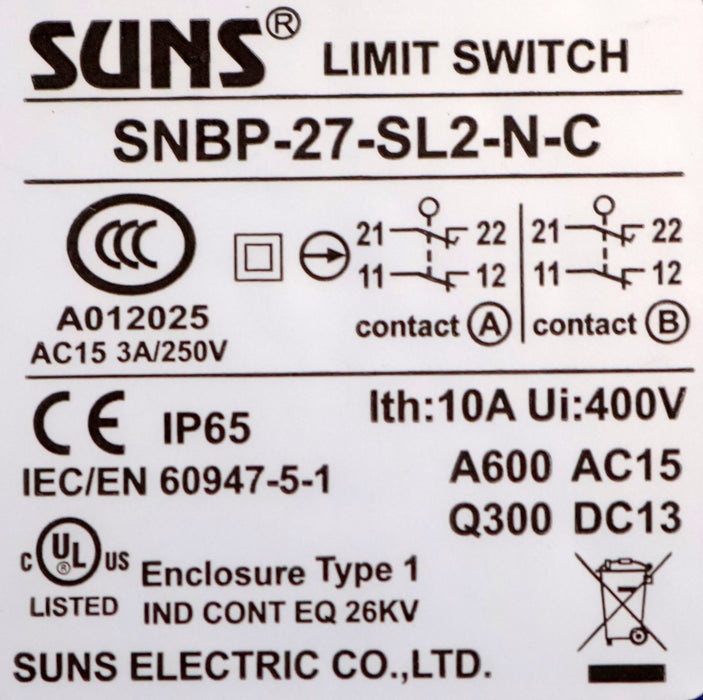 SUNS® LIMIT SWITCH
SNBP-27-SL2-N-C
CCC
21 22 21 22
11 12 11 12
contact A contact B
A012025
AC15 3A/250V
CE IP65
Ith:10A Ui:400V
IEC/EN 60947-5-1
A600 AC15
Q300 DC13
C UL® US
LISTED
Enclosure Type 1
IND CONT EQ 26KV
SUNS ELECTRIC CO.,LTD.